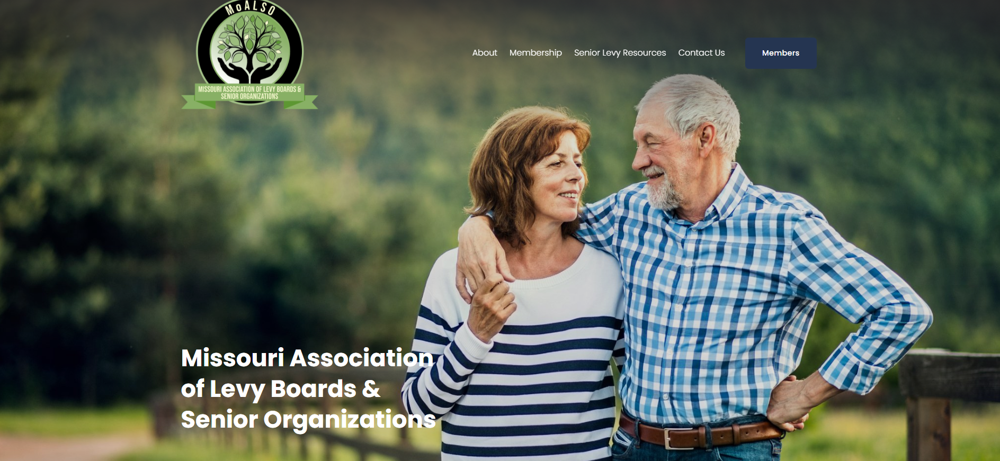 MoALSO
MISSOURI ASSOCIATION OF LEVY BOARDS &
SENIOR ORGANIZATIONS
About Membership Senior Levy Resources Contact Us Members
Missouri Association
of Levy Boards &
Senior Organizations